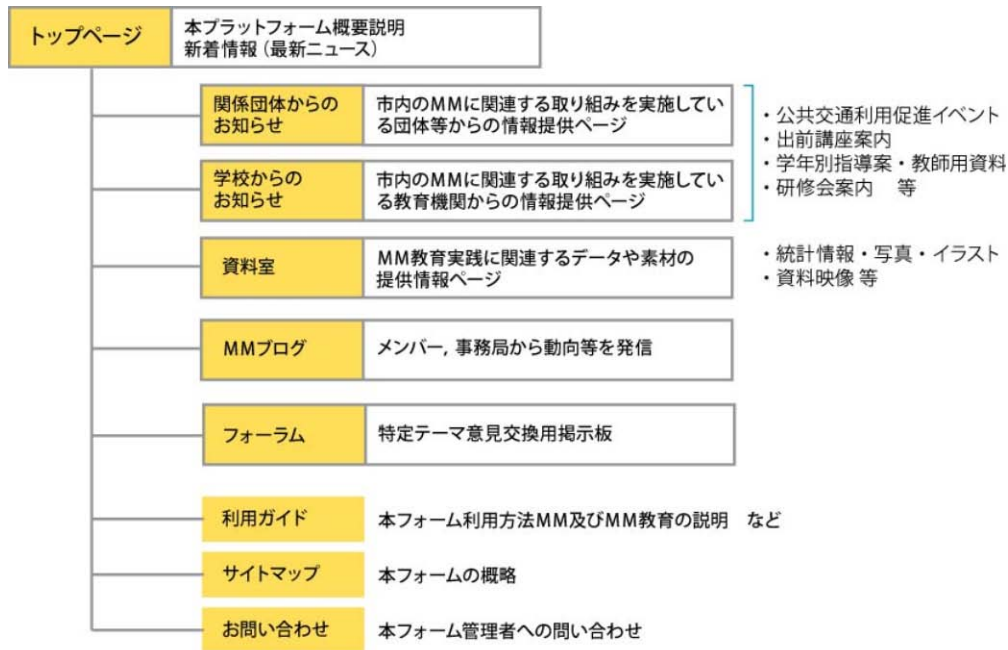 トップページ
本プラットフォーム概要説明
新着情報(最新ニュース)
関係団体からの
お知らせ
市内のMMに関連する取り組みを実施してい
る団体等からの情報提供ページ
学校からの
お知らせ
市内のMMに関連する取り組みを実施してい
る教育機関からの情報提供ページ
・公共交通利用促進イベント
・出前講座案内
・学年別指導案・教師用資料
・研修会案内 等
資料室
MM教育実践に関連するデータや素材の
提供情報ページ
・統計情報・写真・イラスト
・資料映像 等
MMブログ
メンバー, 事務局から動向等を発信
フォーラム
特定テーマ意見交換用掲示板
利用ガイド
本フォーム利用方法MM及びMM教育の説明 など
サイトマップ
本フォームの概略
お問い合わせ
本フォーム管理者への問い合わせ